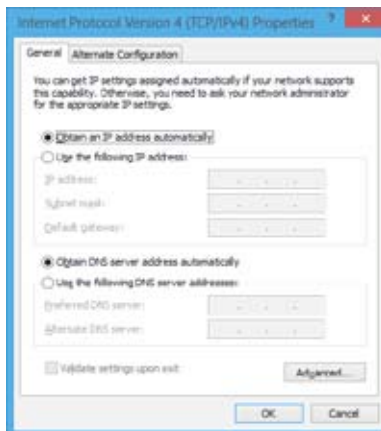 Internet Protocol Version 4 (TCP/IPv4) Properties
? ×
General Alternate Configuration
You can get IP settings assigned automatically if your network supports
this capability. Otherwise, you need to ask your network administrator
for the appropriate IP settings.
Obtain an IP address automatically
Use the following IP address:
IP address:
Subnet mask:
Default gateway:
Obtain DNS server address automatically
Use the following DNS server addresses:
Preferred DNS server:
Alternate DNS server:
Validate settings upon exit
Advanced...
OK Cancel